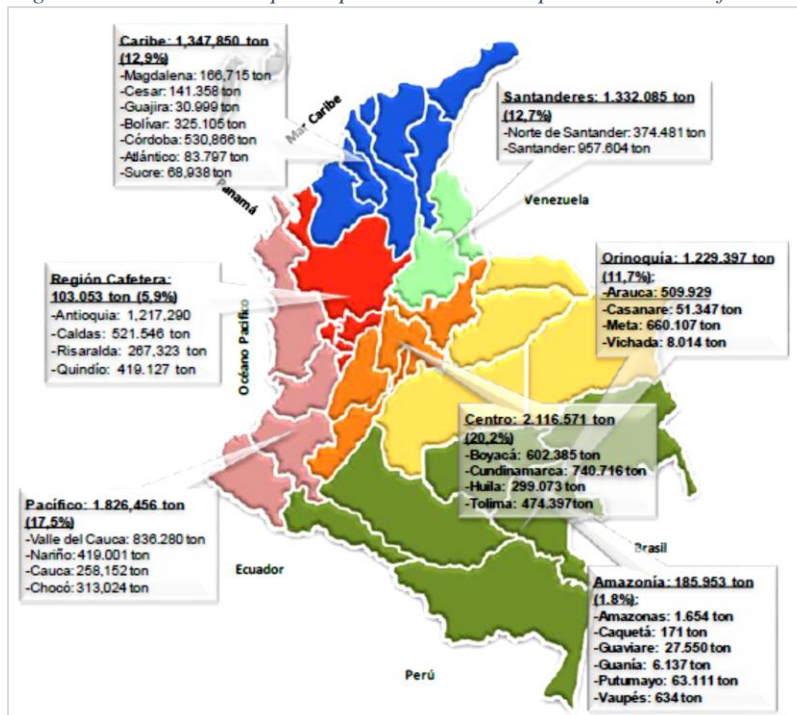 Caribe: 1,347,850 ton
(12,9%)
-Magdalena: 166,715 ton
-Cesar: 141.358 ton
-Guajira: 30.999 ton
-Bolívar: 325.105 ton
-Córdoba: 530,866 ton
-Atlántico: 83.797 ton
-Sucre: 68,938 ton
Mar Caribe
Panamá
Santanderes: 1.332.085 ton
(12,7%)
-Norte de Santander: 374.481 ton
-Santander: 957.604 ton
Venezuela
Región Cafetera:
103.053 ton (5,9%)
-Antioquia: 1,217,290
-Caldas: 521.546 ton
-Risaralda: 267,323 ton
-Quindío: 419.127 ton
Océano Pacífico
Orinoquía: 1.229.397 ton
(11,7%):
-Arauca: 509.929
-Casanare: 51.347 ton
-Meta: 660.107 ton
-Vichada: 8.014 ton
Centro: 2.116.571 ton
(20,2%)
-Boyacá: 602.385 ton
-Cundinamarca: 740.716 ton
-Huila: 299.073 ton
-Tolima: 474.397 ton
Pacífico: 1.826,456 ton
(17,5%)
-Valle del Cauca: 836.280 ton
-Nariño: 419.001 ton
-Cauca: 258,152 ton
-Chocó: 313,024 ton
Ecuador
Brasil
Perú
Amazonía: 185.953 ton
(1.8%):
-Amazonas: 1.654 ton
-Caquetá: 171 ton
-Guaviare: 27.550 ton
-Guanía: 6.137 ton
-Putumayo: 63.111 ton
-Vaupés: 634 ton